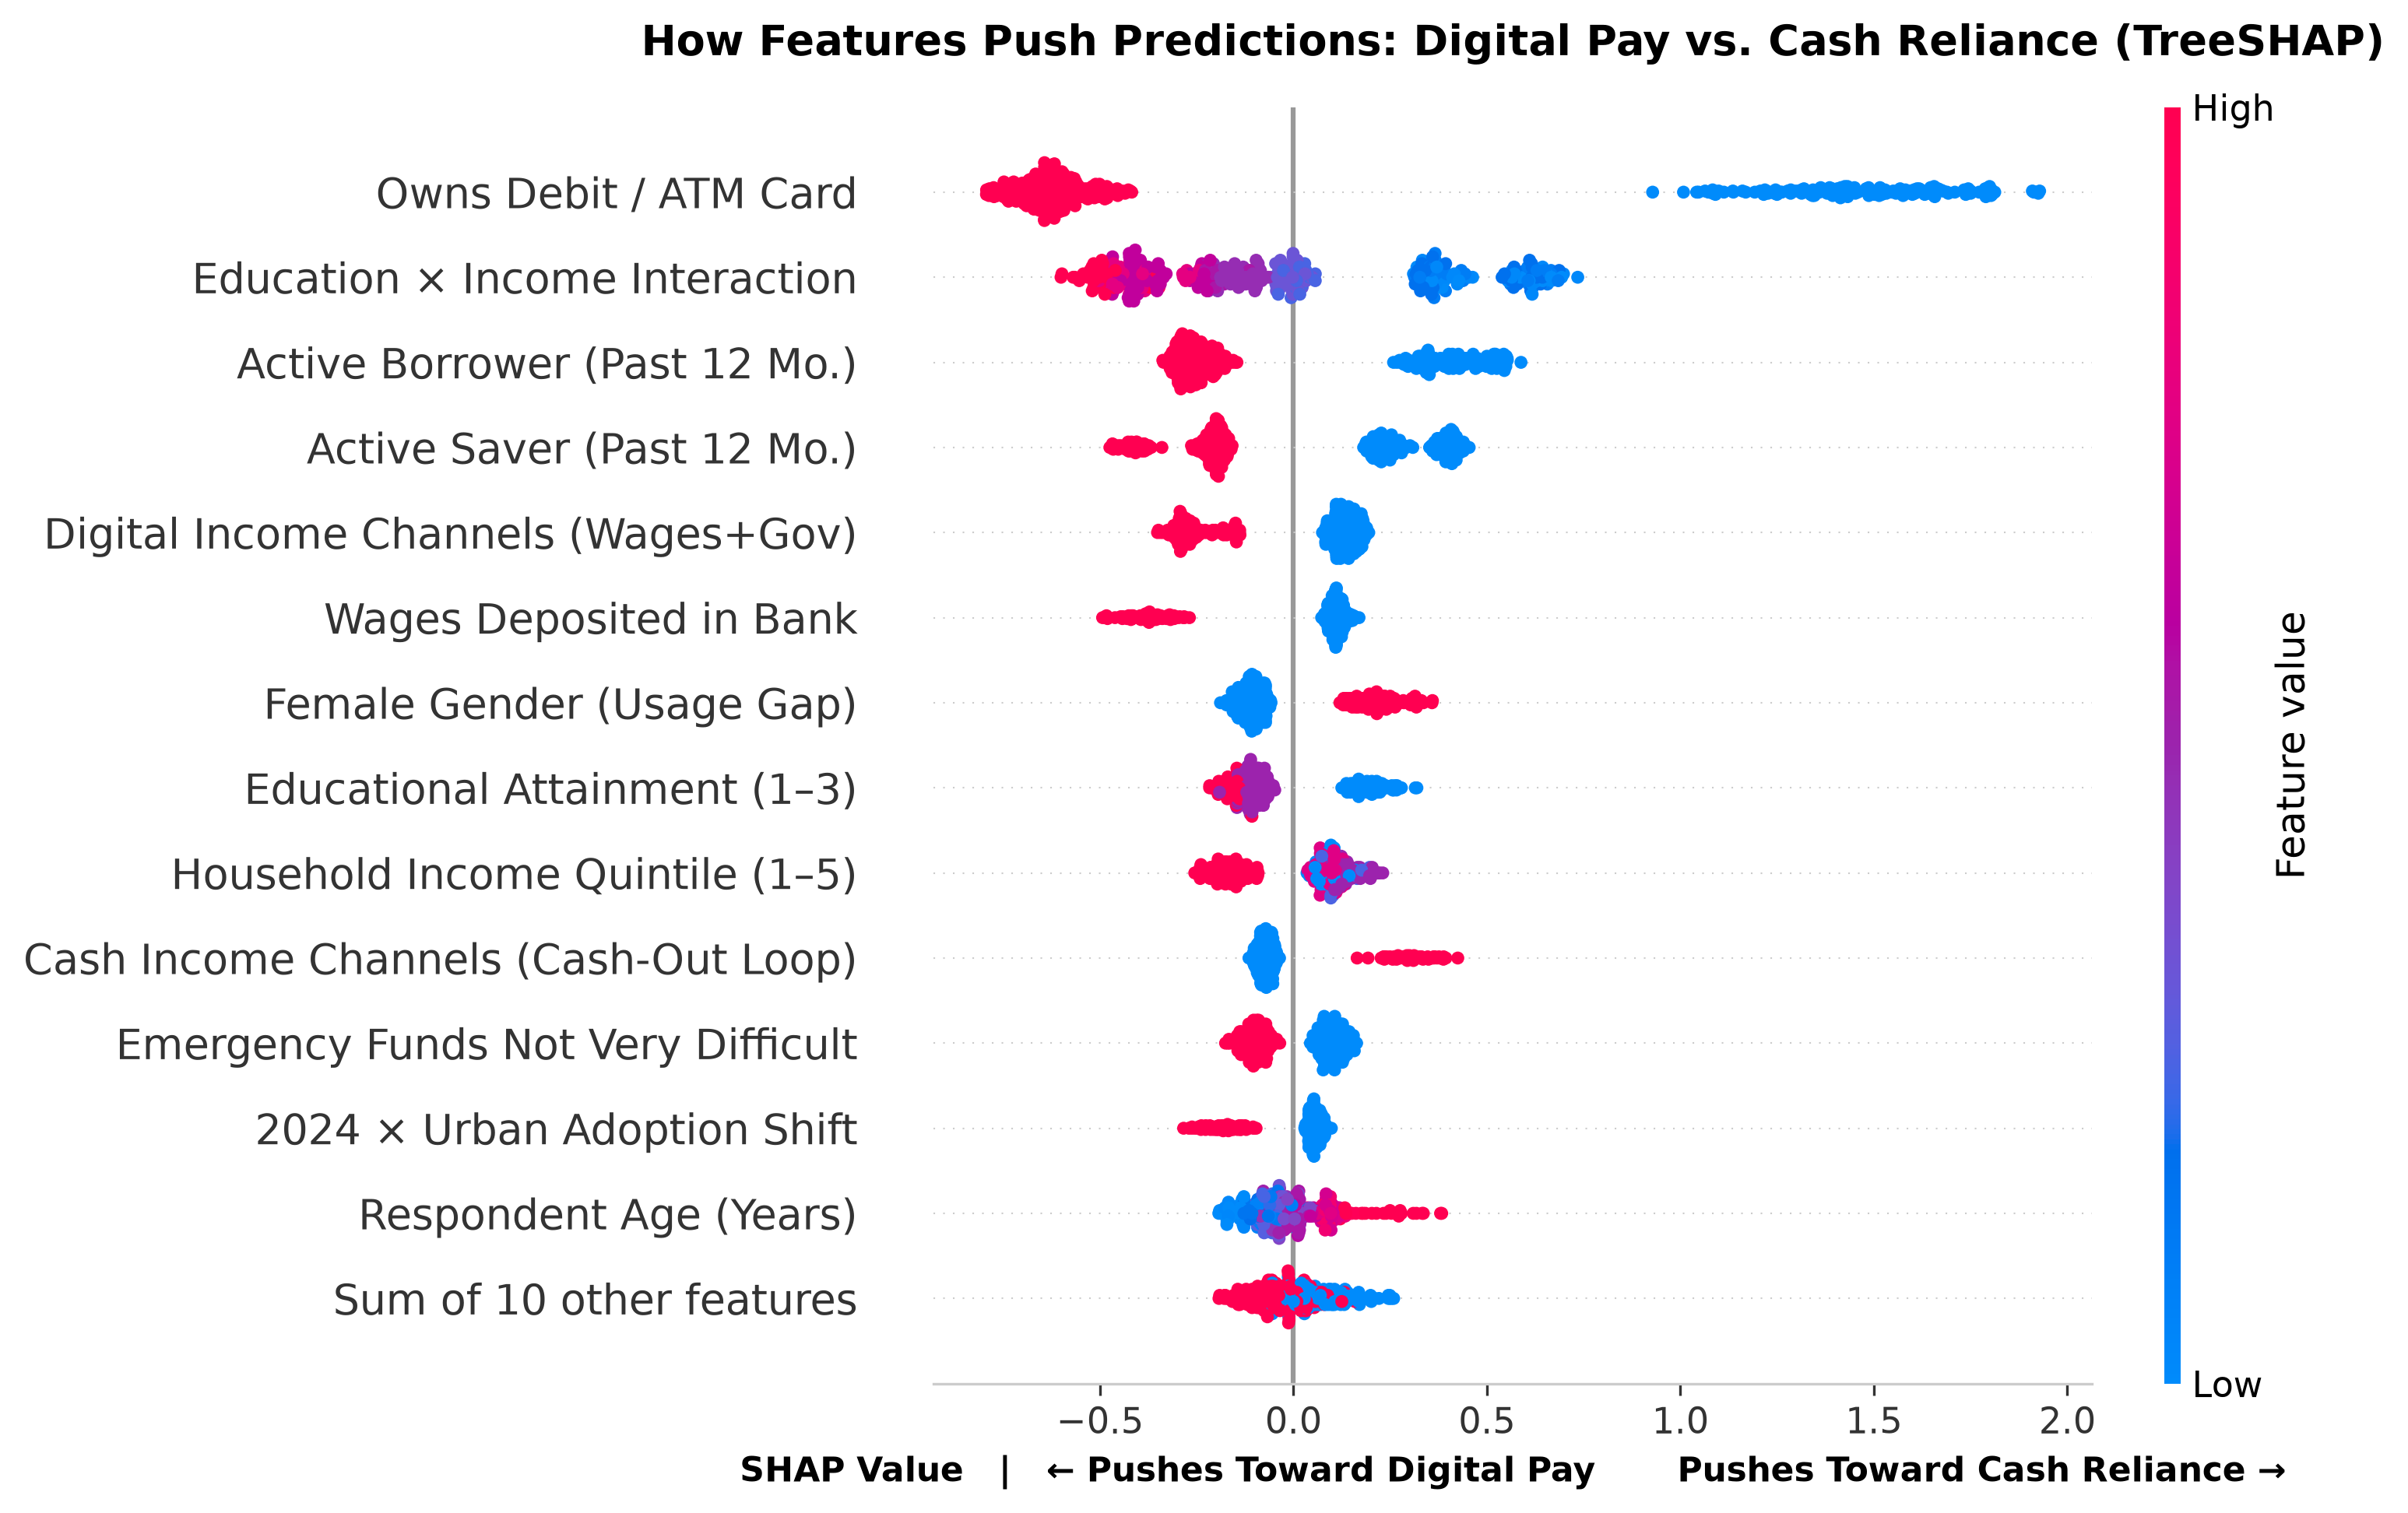 How Features Push Predictions: Digital Pay vs. Cash Reliance (TreeSHAP)
High
Owns Debit / ATM Card
Education × Income Interaction
Active Borrower (Past 12 Mo.)
Active Saver (Past 12 Mo.)
Digital Income Channels (Wages+Gov)
Wages Deposited in Bank
Female Gender (Usage Gap)
Educational Attainment (1–3)
Household Income Quintile (1–5)
Cash Income Channels (Cash-Out Loop)
Emergency Funds Not Very Difficult
2024 × Urban Adoption Shift
Respondent Age (Years)
Sum of 10 other features
Feature value
Low
−0.5 0.0 0.5 1.0 1.5 2.0
SHAP Value | ← Pushes Toward Digital Pay Pushes Toward Cash Reliance →